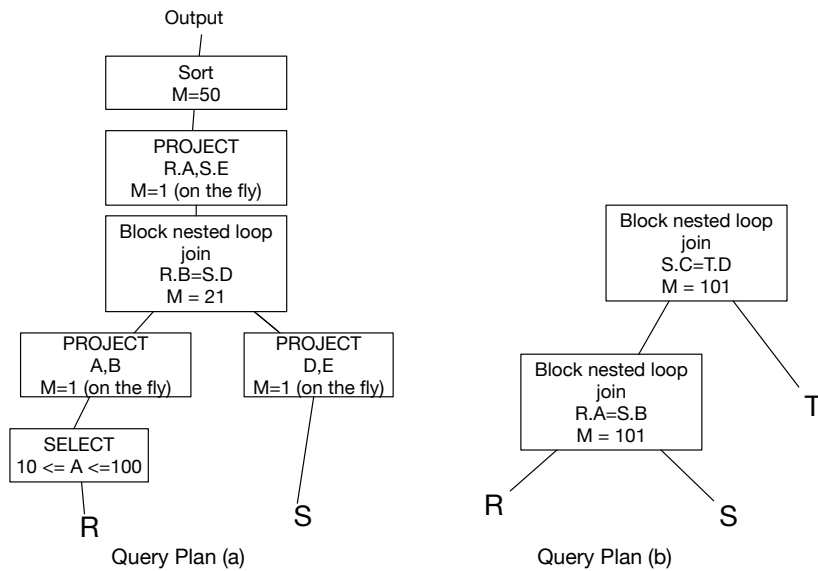 Output
Sort
M=50
PROJECT
R.A,S.E
M=1 (on the fly)
Block nested loop
join
R.B=S.D
M = 21
PROJECT
A,B
M=1 (on the fly)
PROJECT
D,E
M=1 (on the fly)
SELECT
10 <= A <=100
R
S
Query Plan (a)
Block nested loop
join
S.C=T.D
M = 101
Block nested loop
join
R.A=S.B
M = 101
T
R
S
Query Plan (b)